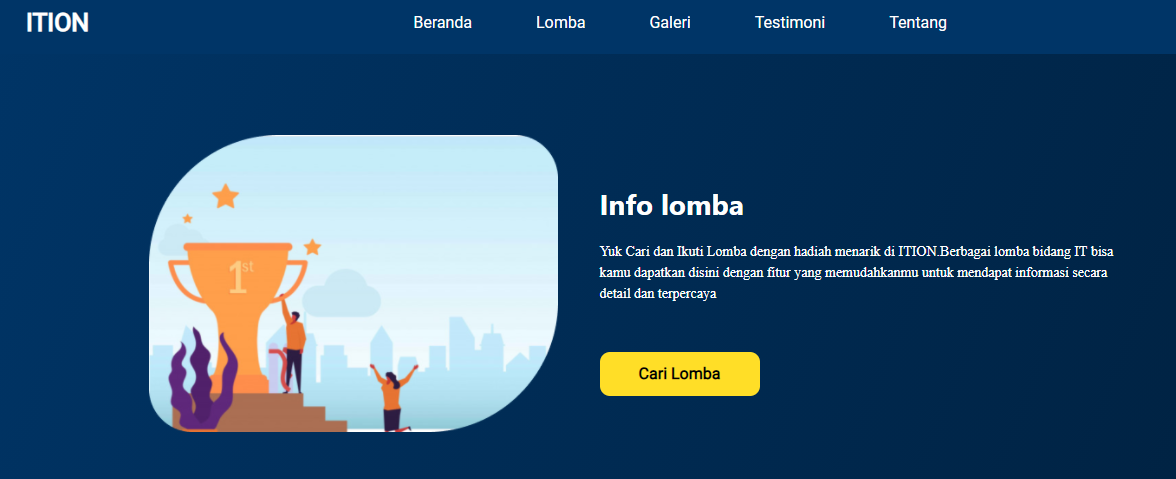 ITION
Beranda
Lomba
Galeri
Testimoni
Tentang
1st
Info lomba
Yuk Cari dan Ikuti Lomba dengan hadiah menarik di ITION.Berbagai lomba bidang IT bisa
kamu dapatkan disini dengan fitur yang memudahkanmu untuk mendapat informasi secara
detail dan terpercaya
Cari Lomba